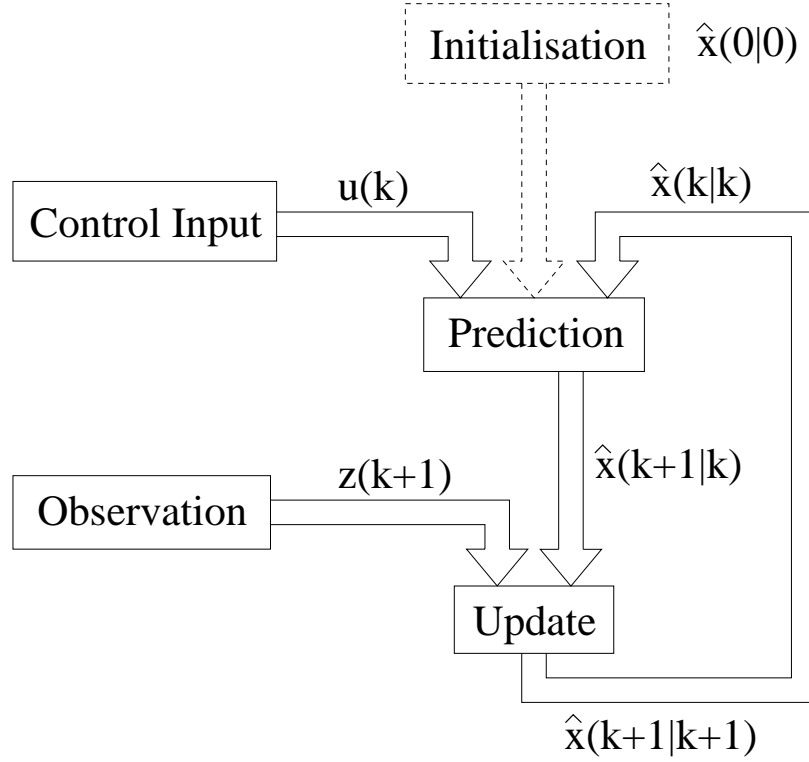 Initialisation
x̂(0|0)
u(k)
x̂(k|k)
Control Input
Prediction
z(k+1)
x̂(k+1|k)
Observation
Update
x̂(k+1|k+1)